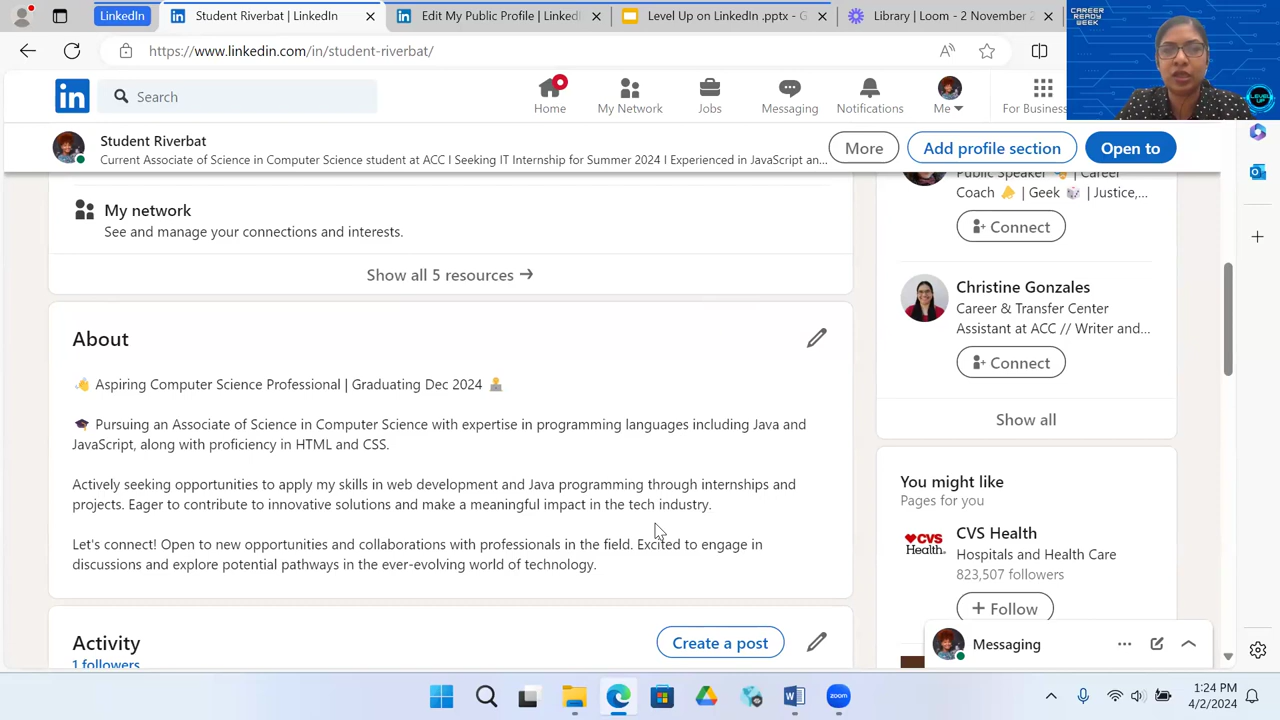 LinkedIn
Student Riverbat | LinkedIn
Edit My Public Profile | LinkedI
Level Up on LinkedIn .pptx - G
Library | Loom - 2 November 2
CAREER
READY
WEEK
https://www.linkedin.com/in/student-riverbat/
LEVEL
UP
in
Search
Home
My Network
Jobs
Messaging
Notifications
Me
For Business
Student Riverbat
Current Associate of Science in Computer Science student at ACC I Seeking IT Internship for Summer 2024 I Experienced in JavaScript an...
More
Add profile section
Open to
My network
See and manage your connections and interests.
Show all 5 resources →
About
👋 Aspiring Computer Science Professional | Graduating Dec 2024 🧑‍💻
🎓 Pursuing an Associate of Science in Computer Science with expertise in programming languages including Java and
JavaScript, along with proficiency in HTML and CSS.
Actively seeking opportunities to apply my skills in web development and Java programming through internships and
projects. Eager to contribute to innovative solutions and make a meaningful impact in the tech industry.
Let's connect! Open to new opportunities and collaborations with professionals in the field. Excited to engage in
discussions and explore potential pathways in the ever-evolving world of technology.
Activity
1 followers
Create a post
Public Speaker | Career
Coach | Geek | Justice,...
Connect
Christine Gonzales
Career & Transfer Center
Assistant at ACC // Writer and...
Connect
Show all
You might like
Pages for you
CVS
Health
CVS Health
Hospitals and Health Care
823,507 followers
+ Follow
Messaging
zoom
1:24 PM
4/2/2024